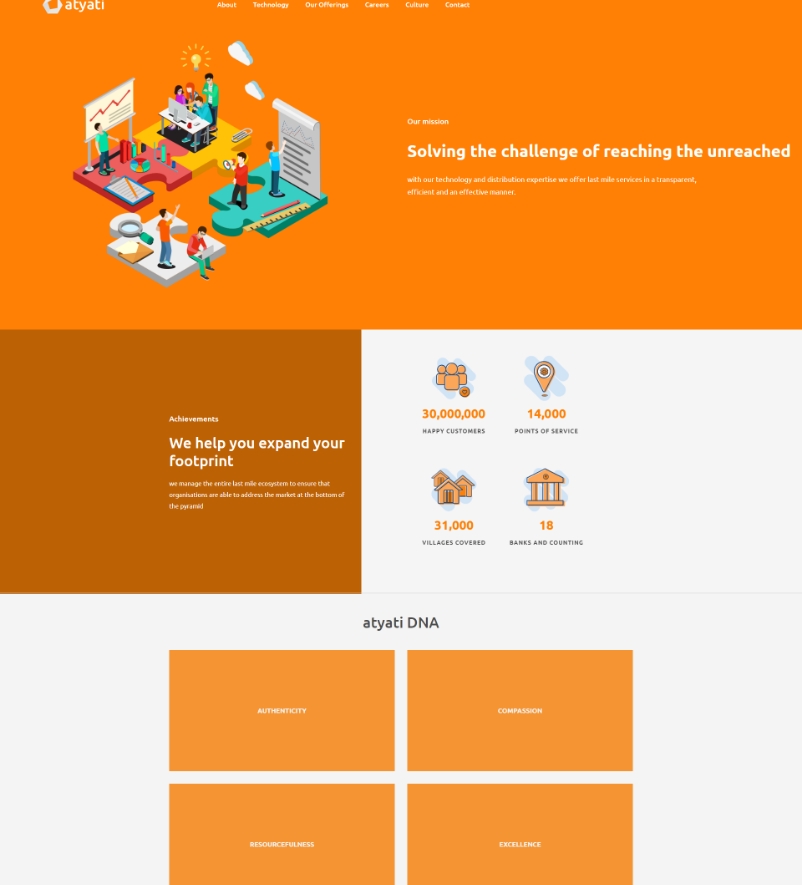 atyati
About
Technology
Our Offerings
Careers
Culture
Contact
Our mission
Solving the challenge of reaching the unreached
with our technology and distribution expertise we offer last mile services in a transparent,
efficient and an effective manner.
Achievements
We help you expand your
footprint
we manage the entire last mile ecosystem to ensure that
organisations are able to address the market at the bottom of
the pyramid
30,000,000
HAPPY CUSTOMERS
14,000
POINTS OF SERVICE
31,000
VILLAGES COVERED
18
BANKS AND COUNTING
atyati DNA
AUTHENTICITY
COMPASSION
RESOURCEFULNESS
EXCELLENCE